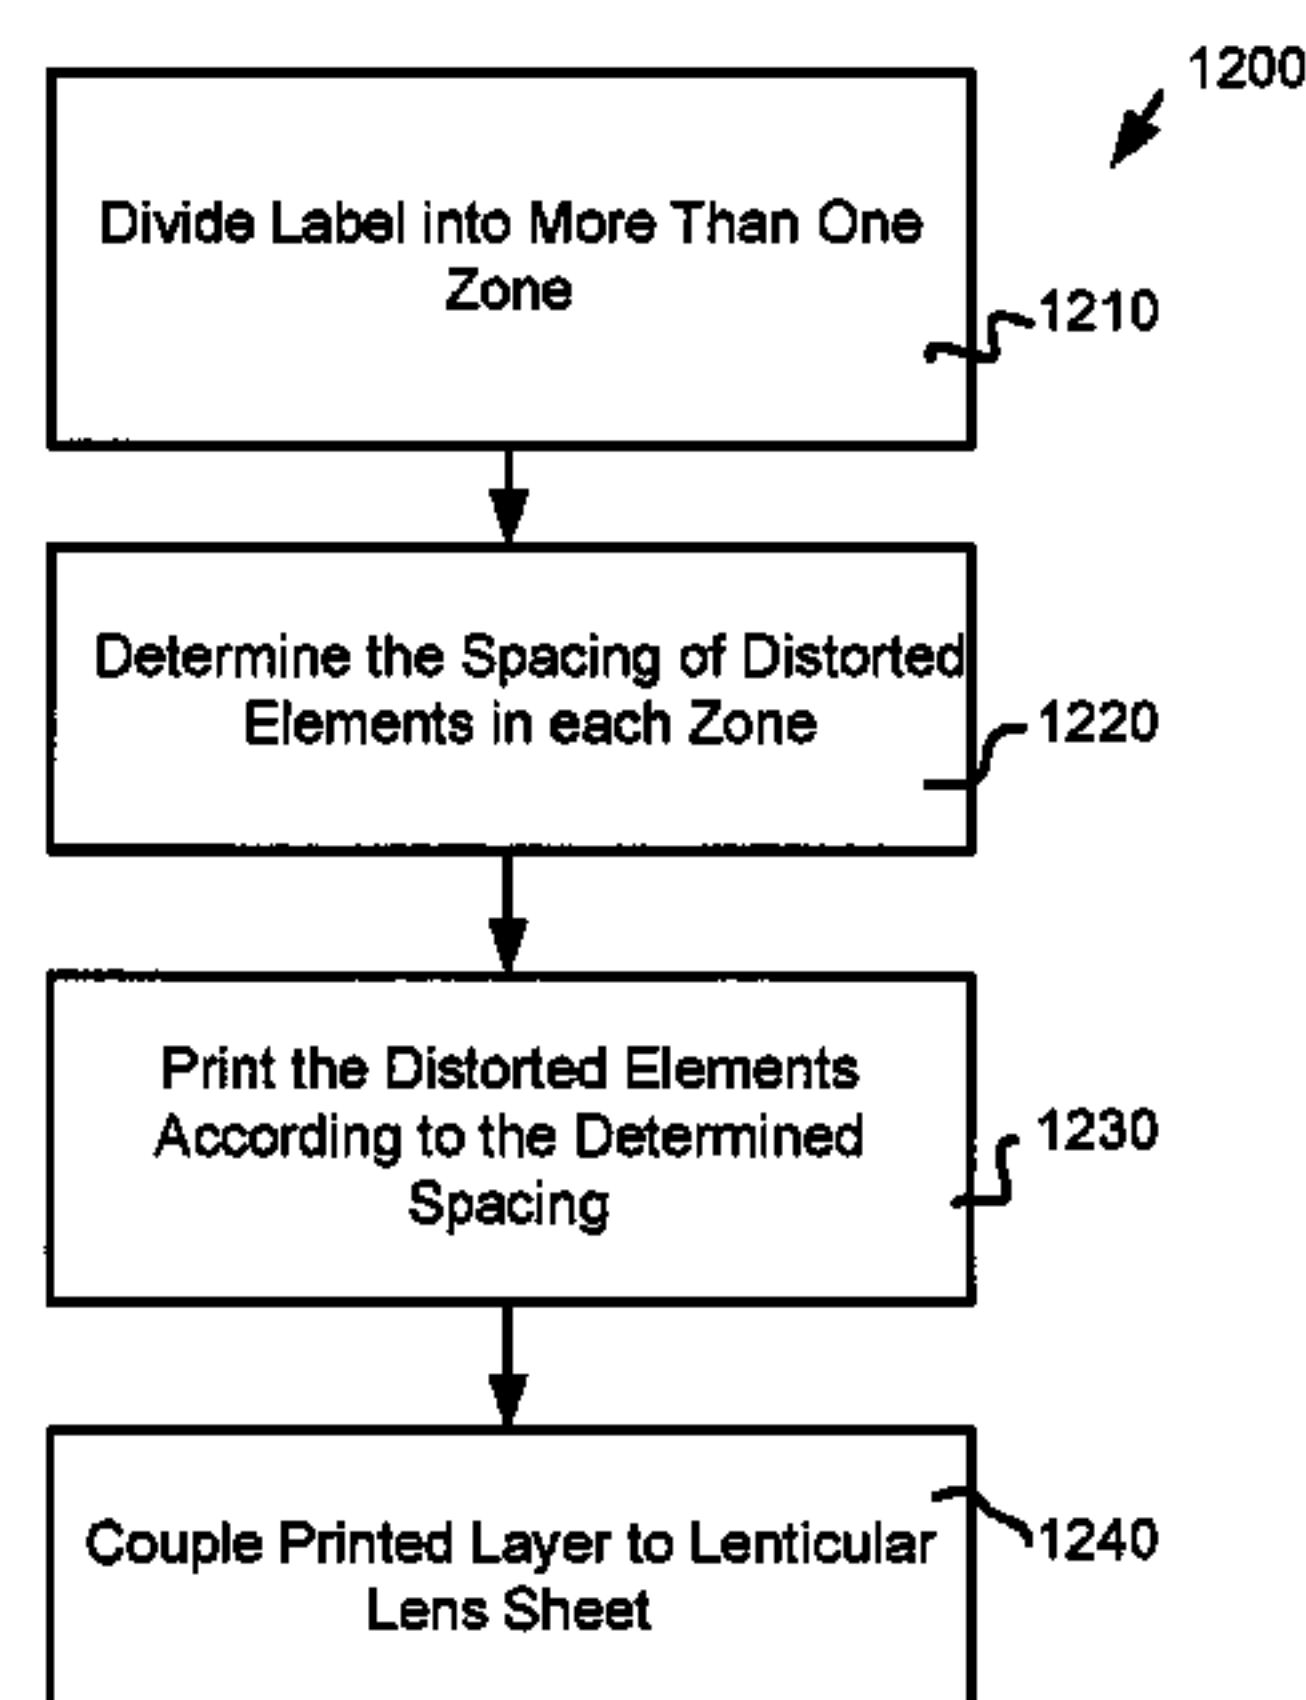 1200
Divide Label into More Than One
Zone
1210
Determine the Spacing of Distorted
Elements in each Zone
1220
Print the Distorted Elements
According to the Determined
Spacing
1230
Couple Printed Layer to Lenticular
Lens Sheet
1240